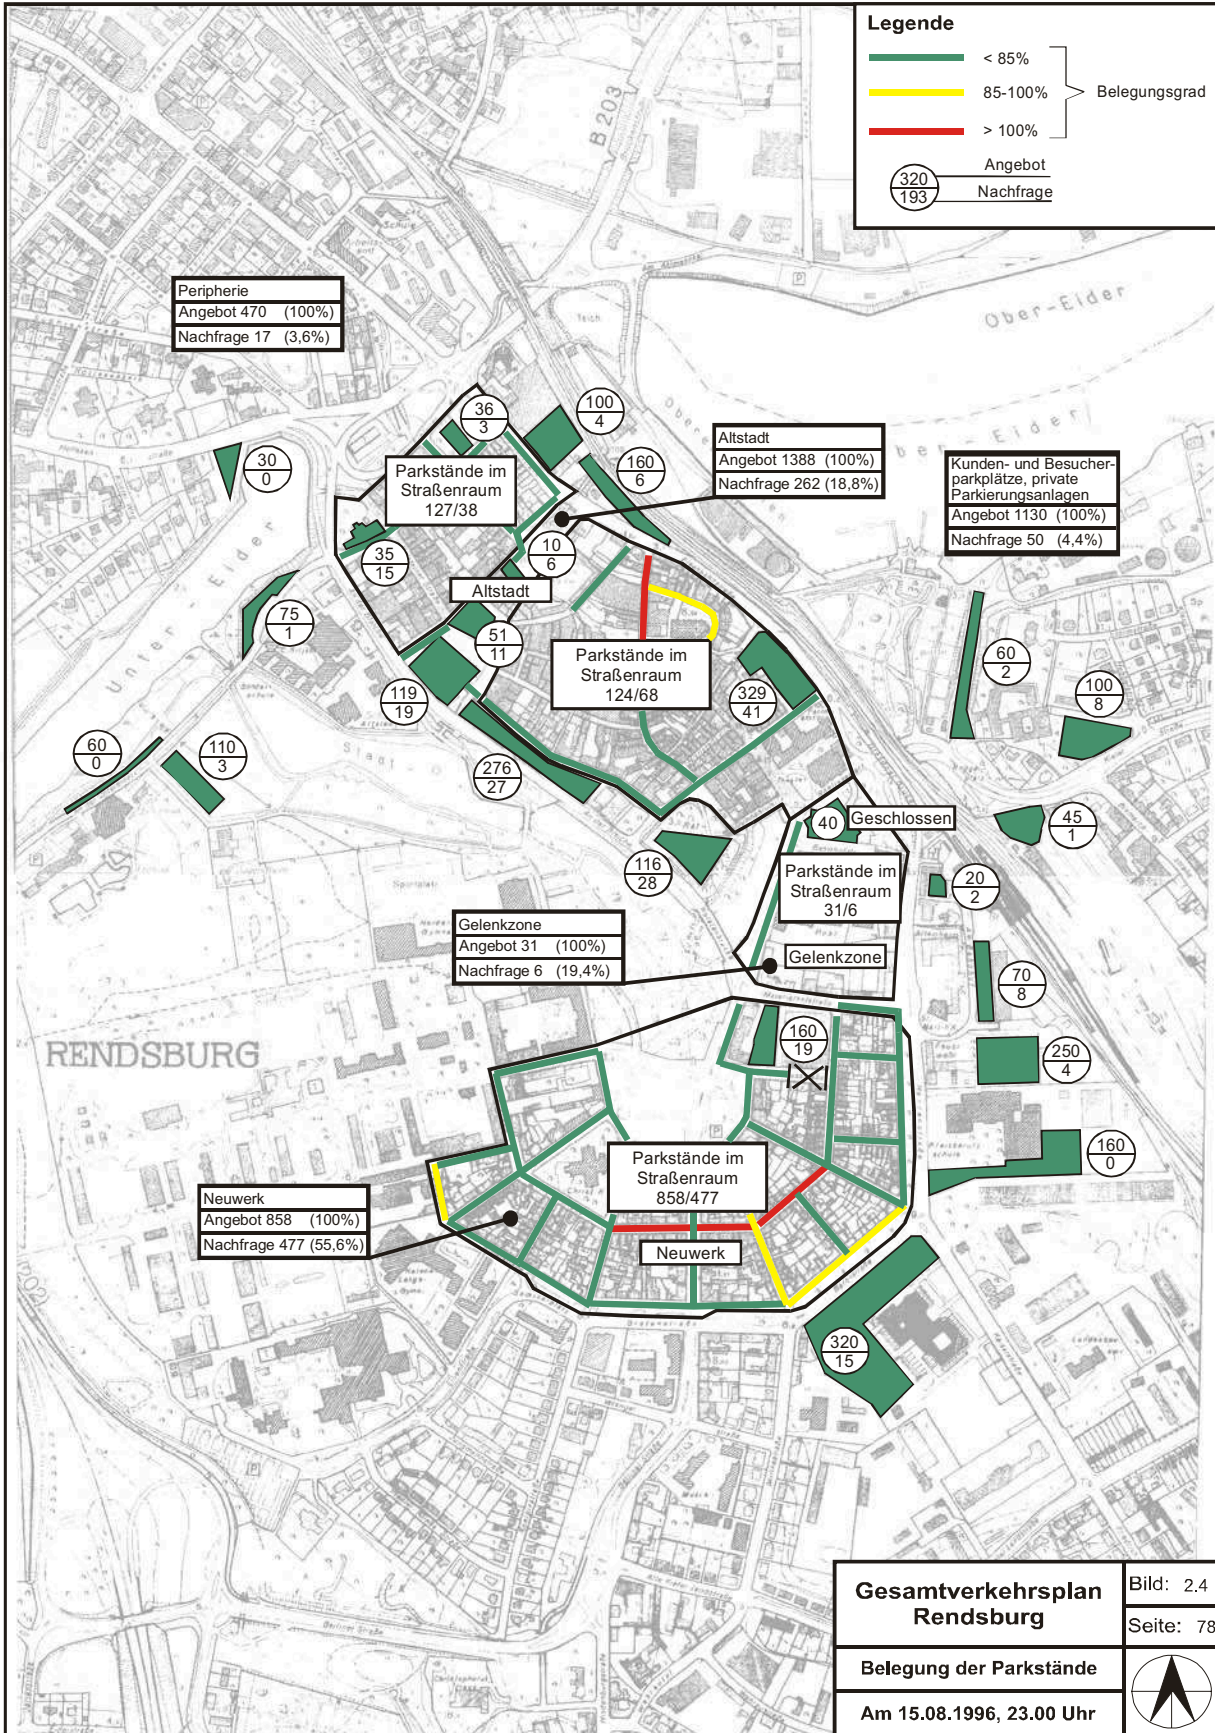 Legende
< 85%
85-100%
> 100%
Belegungsgrad
320
193
Angebot
Nachfrage
B 203
Ober-Eider
Peripherie
Angebot 470 (100%)
Nachfrage 17 (3,6%)
36
3
100
4
Altstadt
Angebot 1388 (100%)
Nachfrage 262 (18,8%)
30
0
Parkstände im
Straßenraum
127/38
160
6
Kunden- und Besucher-
parkplätze, private
Parkierungsanlagen
Angebot 1130 (100%)
Nachfrage 50 (4,4%)
35
15
10
6
Altstadt
75
1
51
11
Parkstände im
Straßenraum
124/68
60
2
119
19
329
41
100
8
60
0
110
3
276
27
40
Geschlossen
45
1
116
28
Parkstände im
Straßenraum
31/6
20
2
Gelenkzone
Angebot 31 (100%)
Nachfrage 6 (19,4%)
Gelenkzone
70
8
RENDSBURG
160
19
250
4
Parkstände im
Straßenraum
858/477
160
0
Neuwerk
Angebot 858 (100%)
Nachfrage 477 (55,6%)
Neuwerk
320
15
Gesamtverkehrsplan
Rendsburg
Bild: 2.4
Seite: 78
Belegung der Parkstände
Am 15.08.1996, 23.00 Uhr